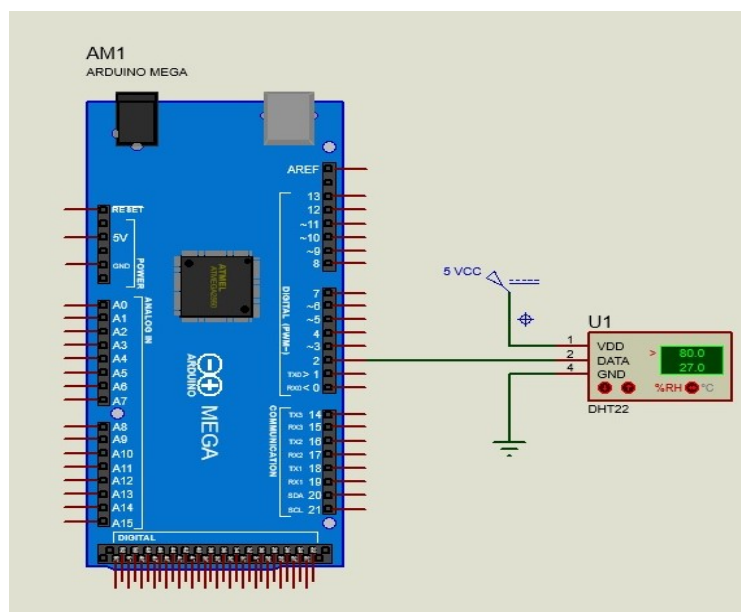 AM1
ARDUINO MEGA
AREF
13
12
~11
~10
~9
8
RESET
5V
GND
POWER
ATMEL
ATMEGA2560
DIGITAL (PWM~)
7
~6
~5
4
~3
2
TX0 > 1
RX0 < 0
ANALOG IN
A0
A1
A2
A3
A4
A5
A6
A7
A8
A9
A10
A11
A12
A13
A14
A15
ARDUINO
MEGA
COMMUNICATION
TX3 14
RX3 15
TX2 16
RX2 17
TX1 18
RX1 19
SDA 20
SCL 21
DIGITAL
5 VCC
U1
1 VDD
2 DATA
4 GND
> 80.0
27.0
%RH °C
DHT22